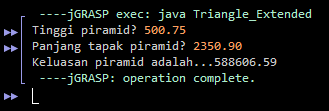 ----jGRASP exec: java Triangle_Extended
Tinggi piramid? 500.75
Panjang tapak piramid? 2350.90
Keluasan piramid adalah...588606.59
----jGRASP: operation complete.